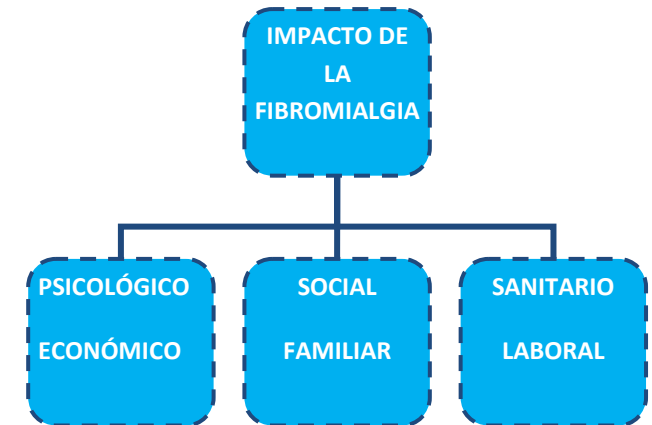 IMPACTO DE
LA
FIBROMIALGIA
PSICOLÓGICO
ECONÓMICO
SOCIAL
FAMILIAR
SANITARIO
LABORAL